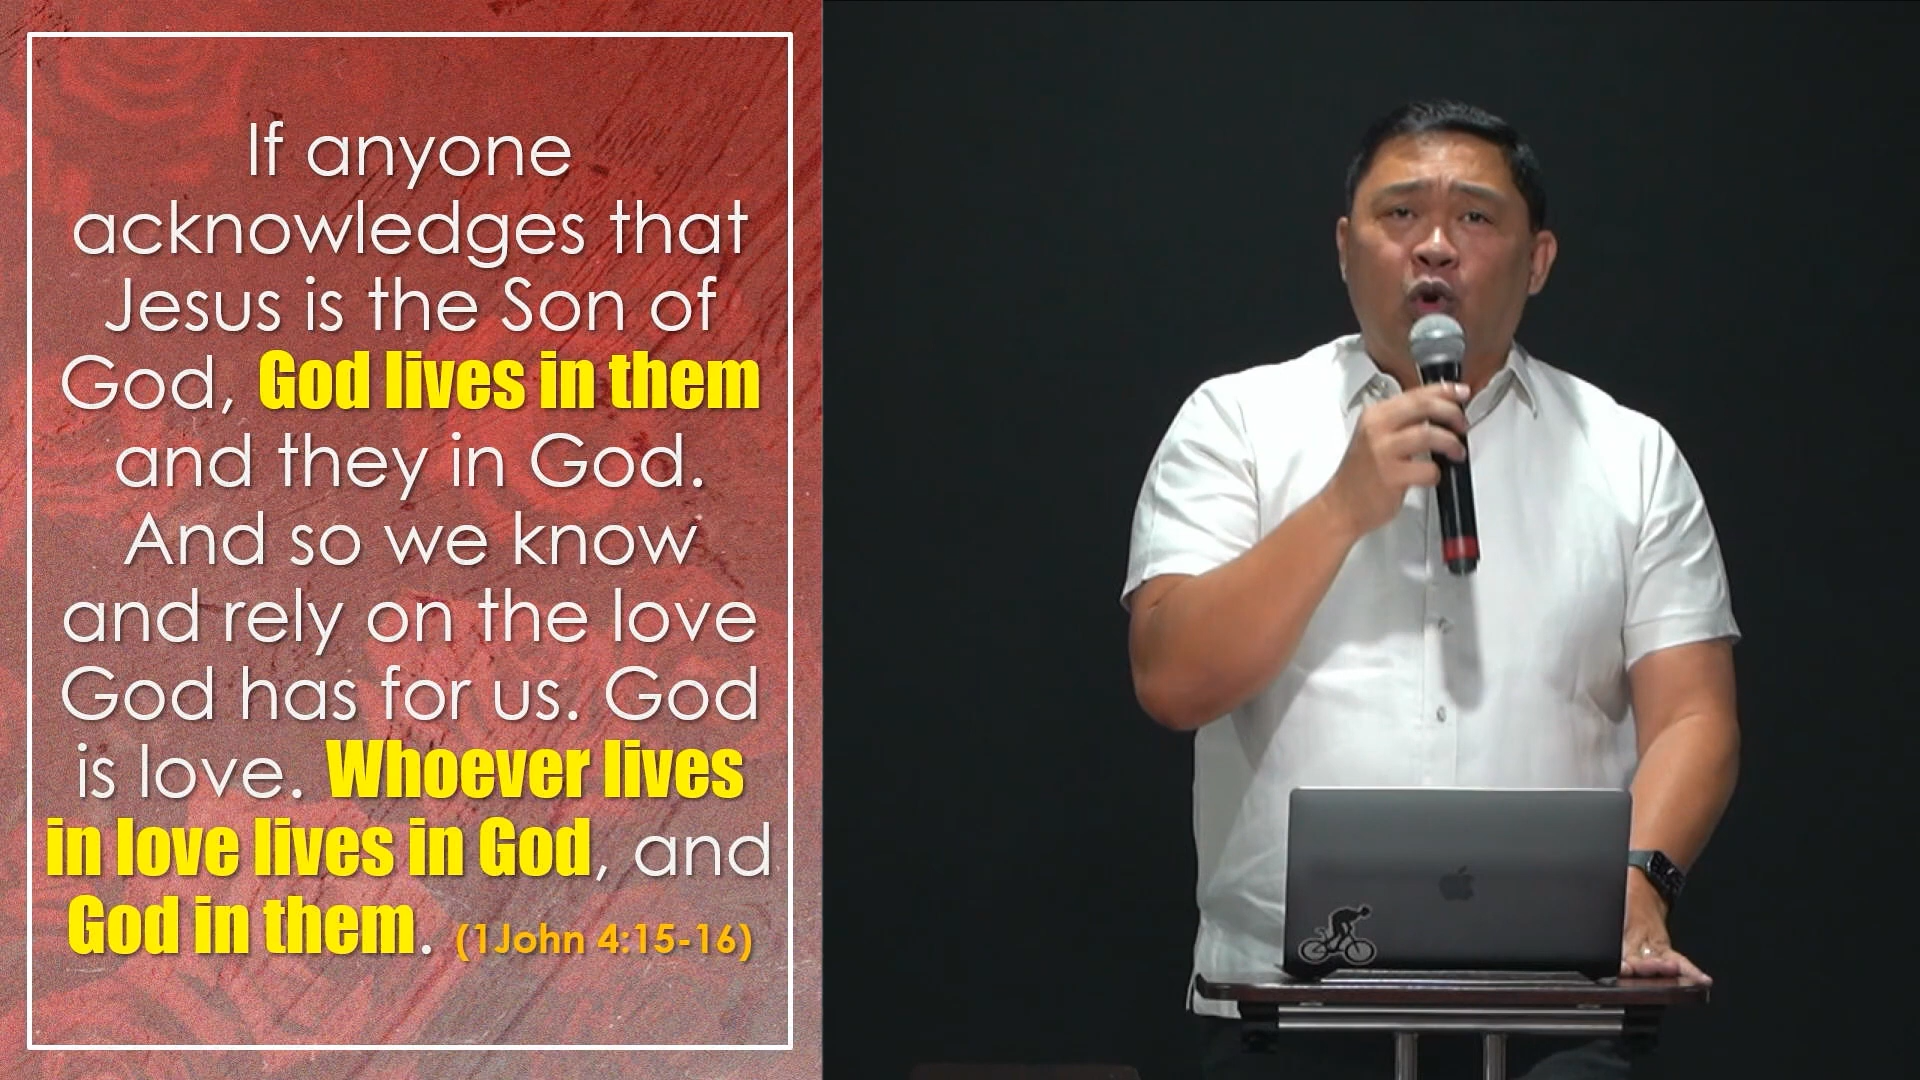 If anyone
acknowledges that
Jesus is the Son of
God, God lives in them
and they in God.
And so we know
and rely on the love
God has for us. God
is love. Whoever lives
in love lives in God, and
God in them. (1John 4:15-16)